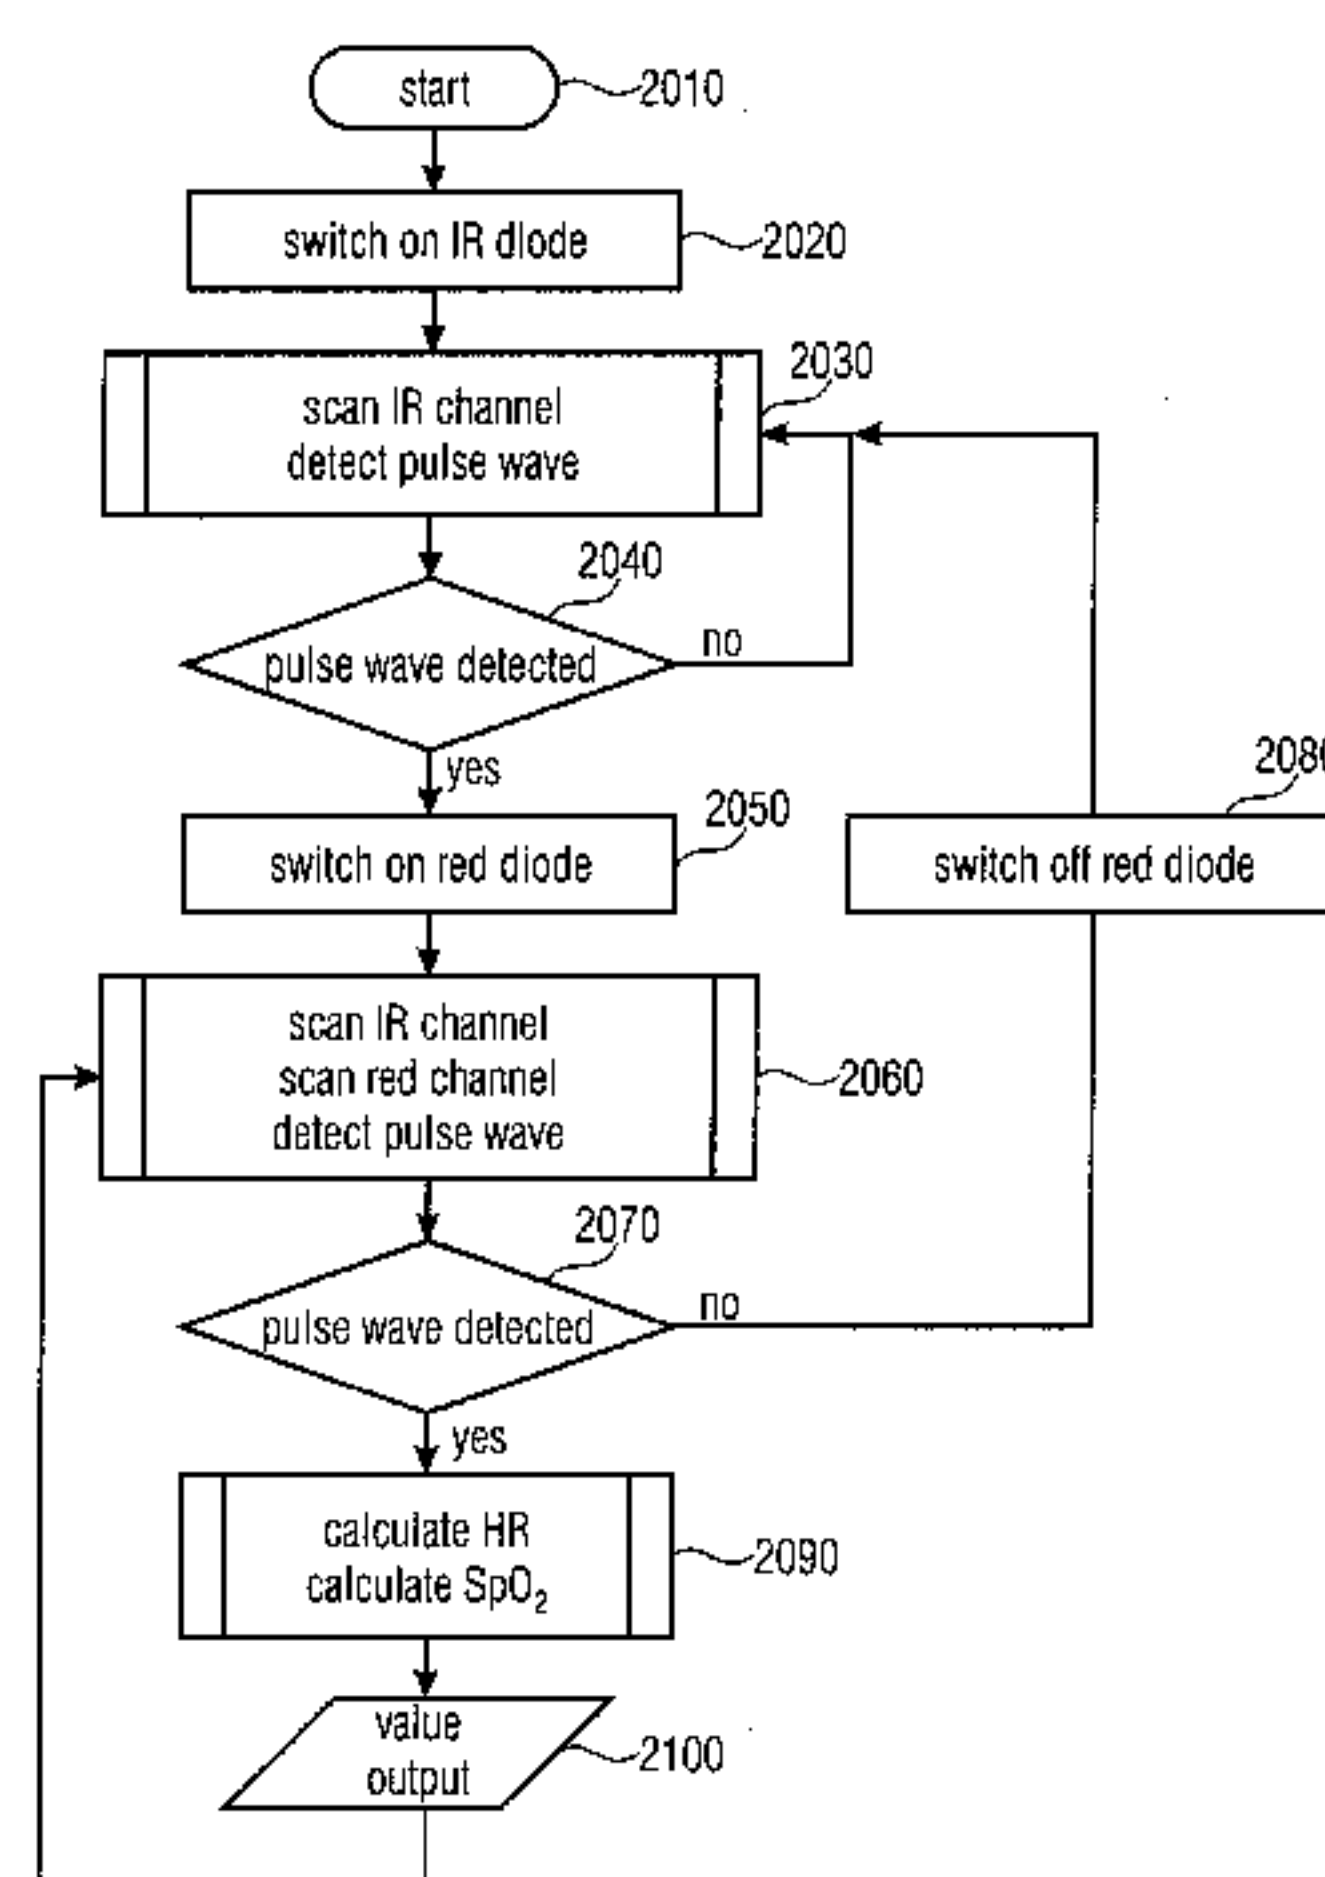 start
2010
switch on IR diode
2020
2030
scan IR channel
detect pulse wave
2040
no
pulse wave detected
yes
2050
switch on red diode
switch off red diode
scan IR channel
scan red channel
detect pulse wave
2060
2070
no
pulse wave detected
yes
calculate HR
calculate SpO₂
2090
value
output
2100